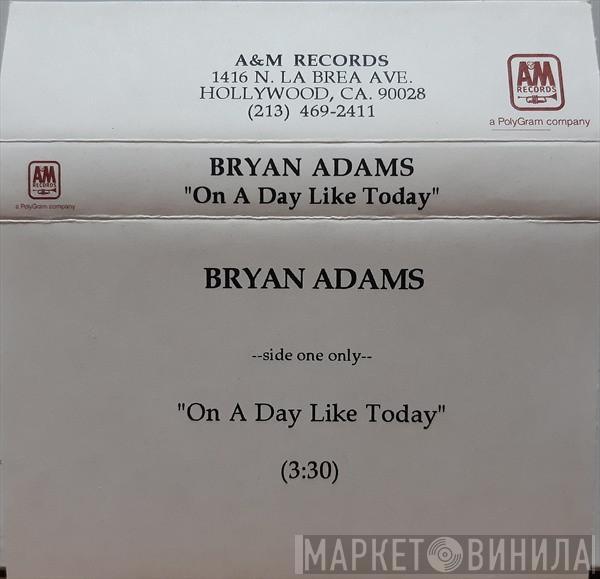 A&M RECORDS
1416 N. LA BREA AVE.
HOLLYWOOD, CA. 90028
(213) 469-2411
A&M
RECORDS
a PolyGram company
A&M
RECORDS
a PolyGram company
BRYAN ADAMS
"On A Day Like Today"
BRYAN ADAMS
--side one only--
"On A Day Like Today"
(3:30)
МАРКЕТ ВИНИЛА